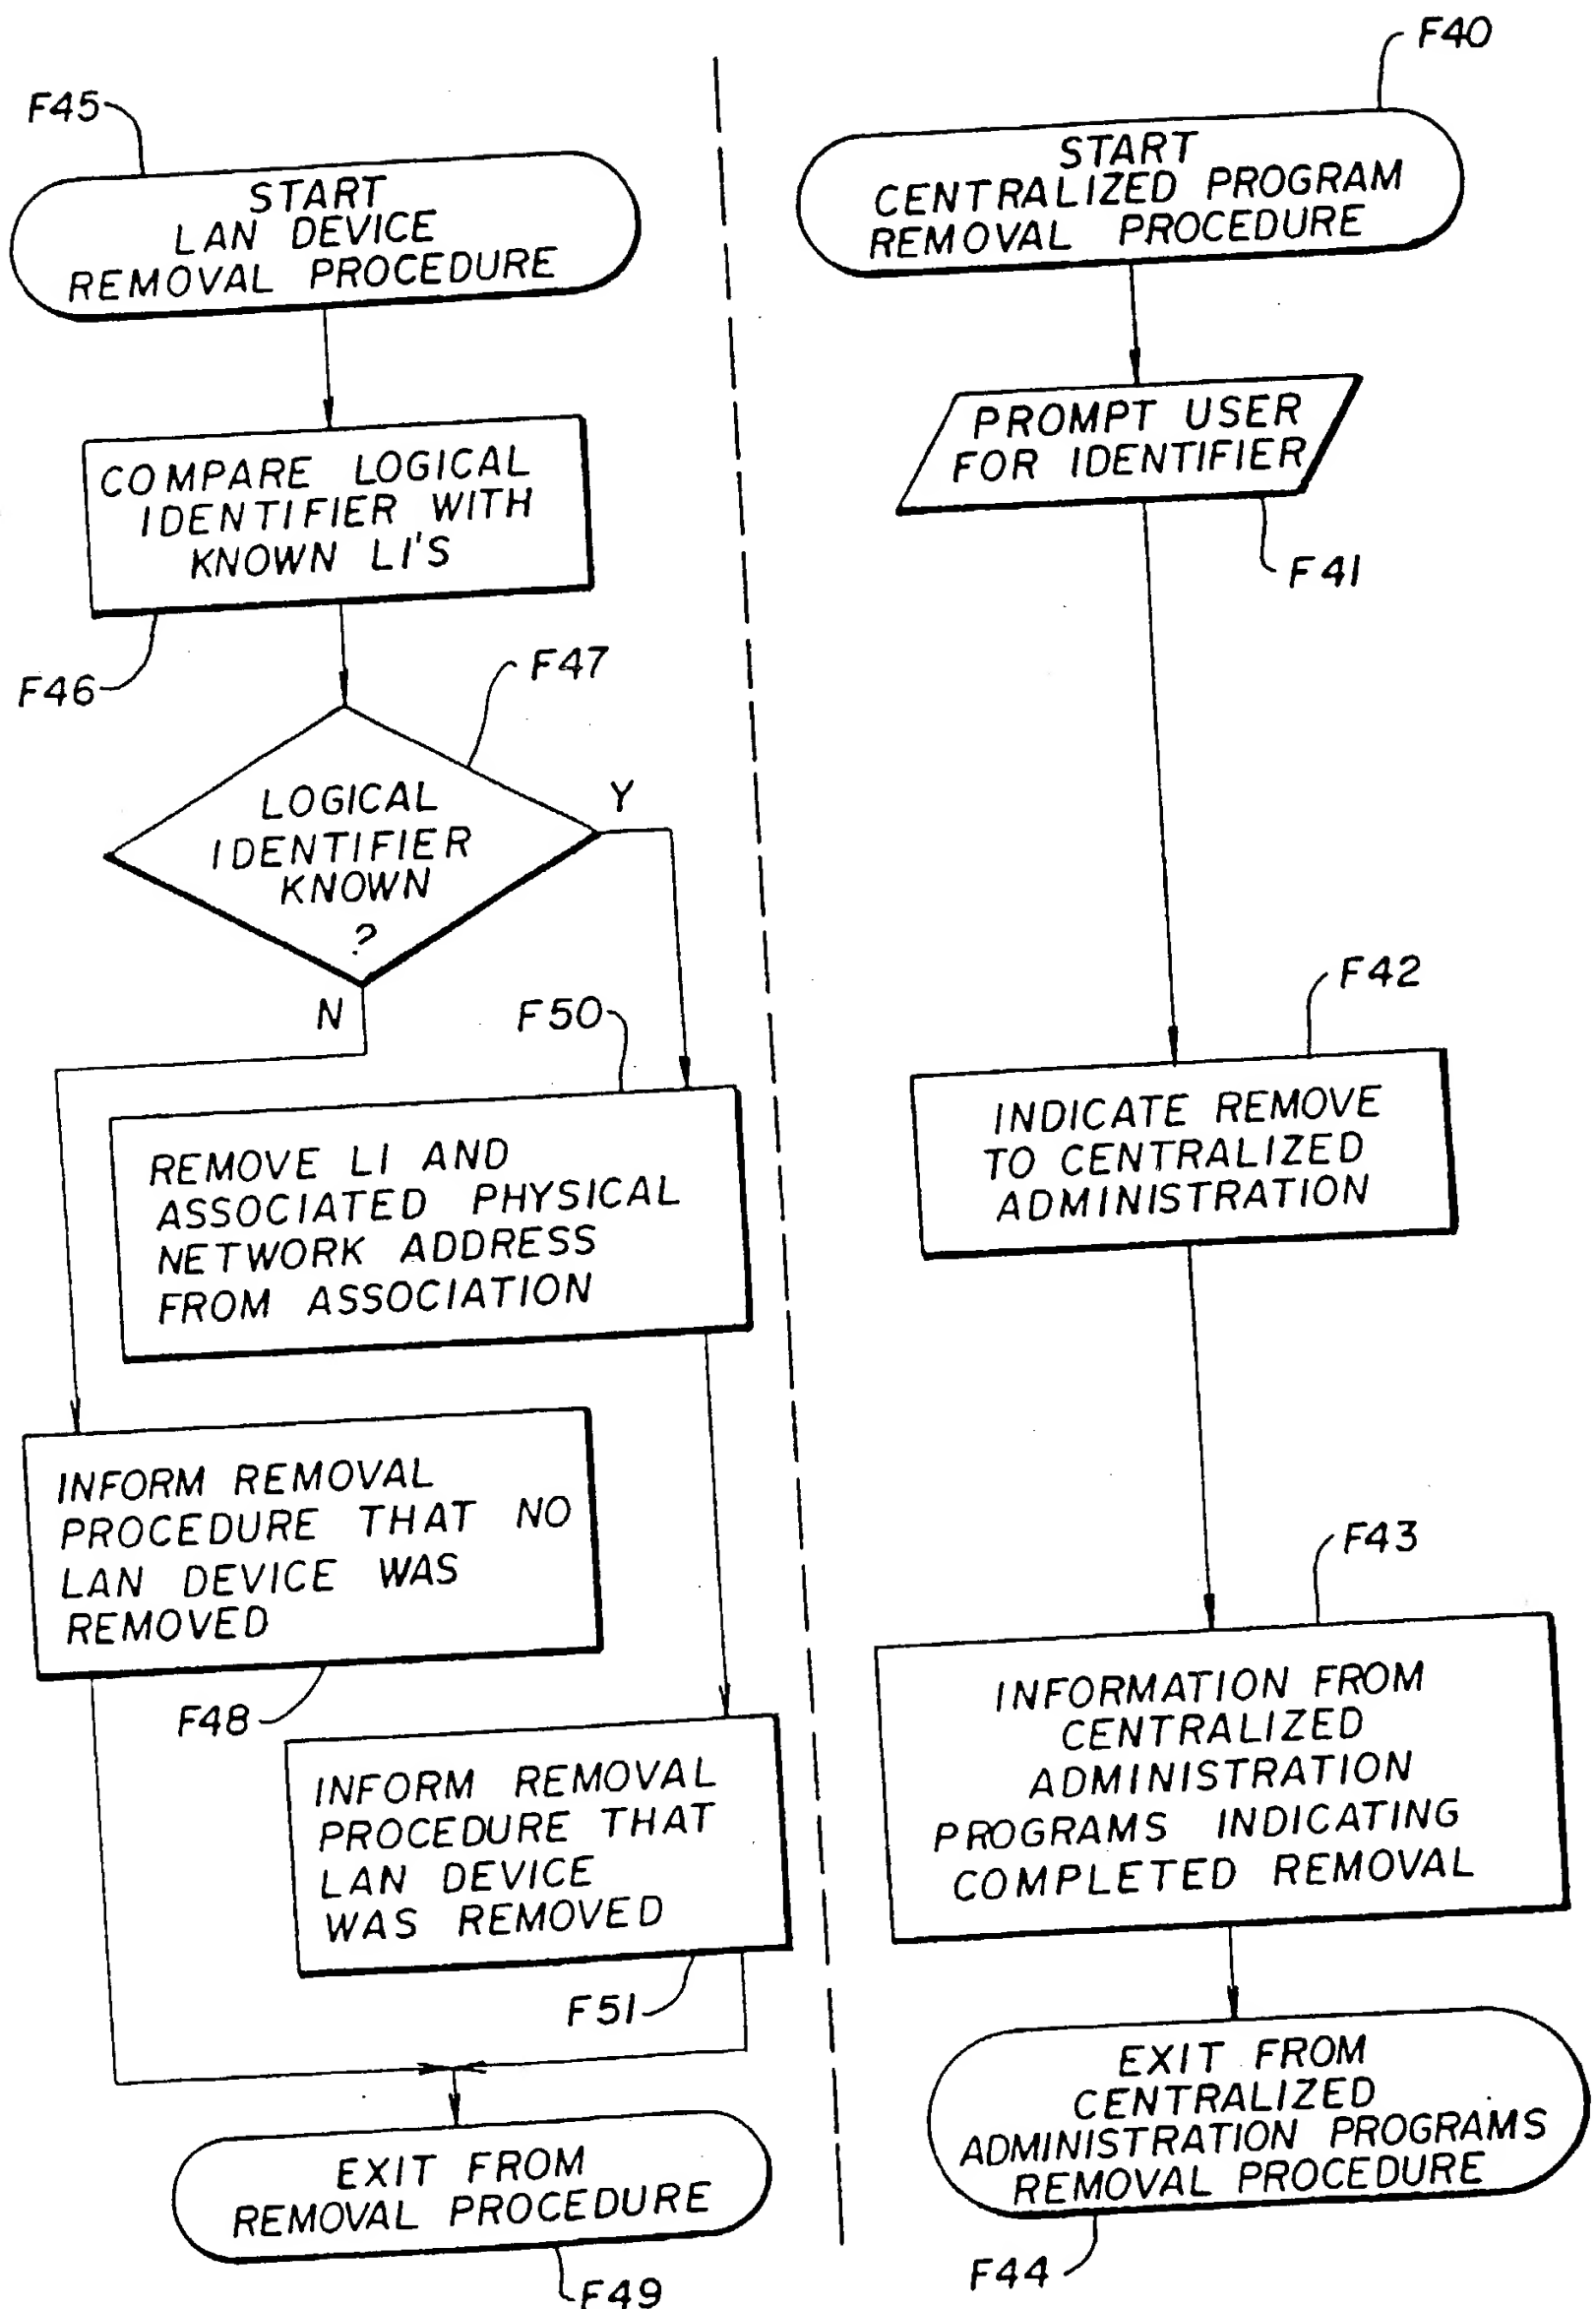 F45
START
LAN DEVICE
REMOVAL PROCEDURE
COMPARE LOGICAL
IDENTIFIER WITH
KNOWN LI'S
F46
F47
LOGICAL
IDENTIFIER
KNOWN
?
Y
N
F50
REMOVE LI AND
ASSOCIATED PHYSICAL
NETWORK ADDRESS
FROM ASSOCIATION
INFORM REMOVAL
PROCEDURE THAT NO
LAN DEVICE WAS
REMOVED
F48
INFORM REMOVAL
PROCEDURE THAT
LAN DEVICE
WAS REMOVED
F51
EXIT FROM
REMOVAL PROCEDURE
F49
F40
START
CENTRALIZED PROGRAM
REMOVAL PROCEDURE
PROMPT USER
FOR IDENTIFIER
F41
F42
INDICATE REMOVE
TO CENTRALIZED
ADMINISTRATION
F43
INFORMATION FROM
CENTRALIZED
ADMINISTRATION
PROGRAMS INDICATING
COMPLETED REMOVAL
EXIT FROM
CENTRALIZED
ADMINISTRATION PROGRAMS
REMOVAL PROCEDURE
F44